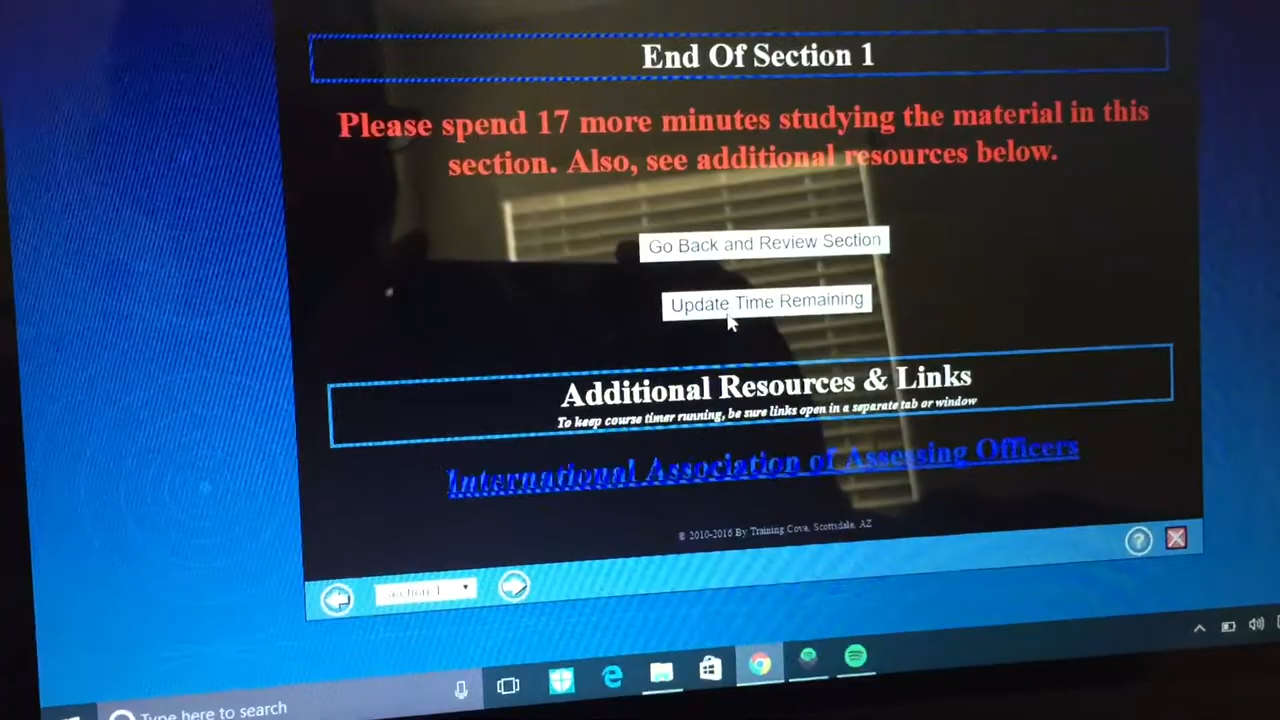 End Of Section 1
Please spend 17 more minutes studying the material in this
section. Also, see additional resources below.
Go Back and Review Section
Update Time Remaining
Additional Resources & Links
To keep course timer running, be sure links open in a separate tab or window
International Association of Assessing Officers
© 2010-2016 By Training Cove, Scottsdale, AZ
Section 1
Type here to search